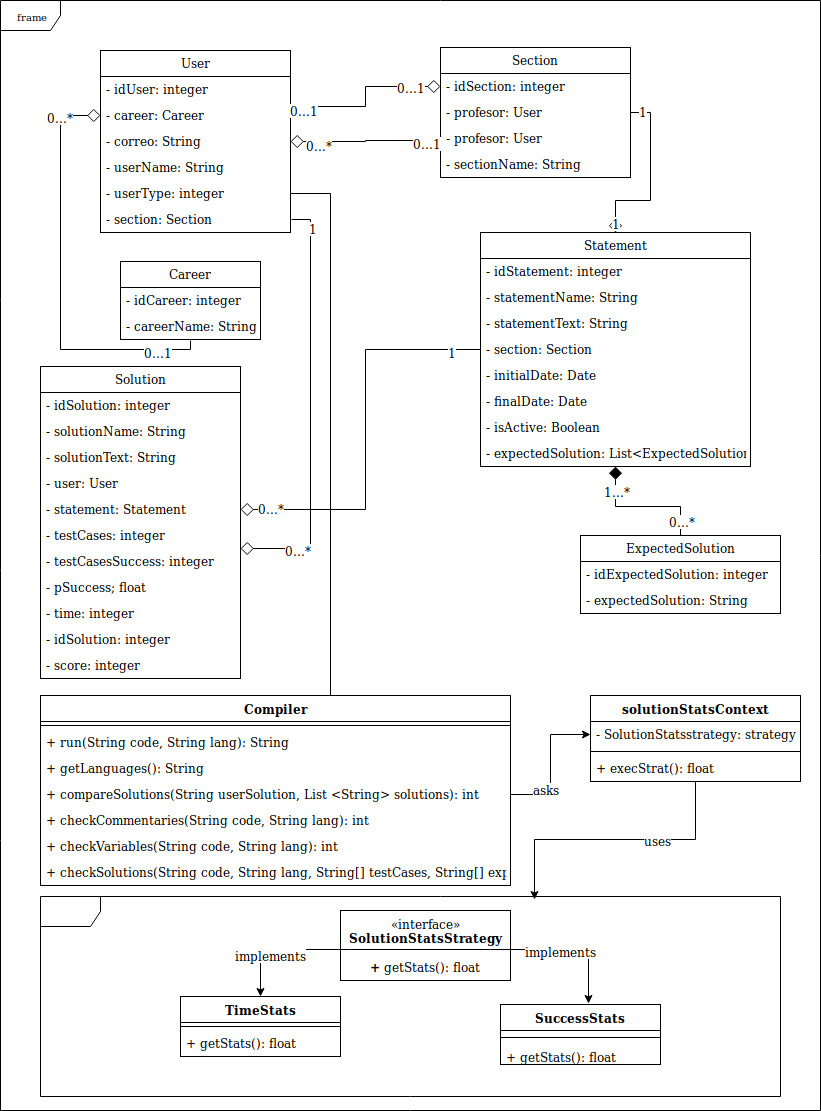 frame
User
- idUser: integer
- career: Career
- correo: String
- userName: String
- userType: integer
- section: Section
Section
- idSection: integer
- profesor: User
- profesor: User
- sectionName: String
0...*
0...1
0...1
0...*
0...1
1
1
1
Career
- idCareer: integer
- careerName: String
0...1
Statement
- idStatement: integer
- statementName: String
- statementText: String
- section: Section
- initialDate: Date
- finalDate: Date
- isActive: Boolean
- expectedSolution: List<ExpectedSolution
1
Solution
- idSolution: integer
- solutionName: String
- solutionText: String
- user: User
- statement: Statement
- testCases: integer
- testCasesSuccess: integer
- pSuccess; float
- time: integer
- idSolution: integer
- score: integer
0...*
0...*
1...*
0...*
ExpectedSolution
- idExpectedSolution: integer
- expectedSolution: String
Compiler
+ run(String code, String lang): String
+ getLanguages(): String
+ compareSolutions(String userSolution, List <String> solutions): int
+ checkCommentaries(String code, String lang): int
+ checkVariables(String code, String lang): int
+ checkSolutions(String code, String lang, String[] testCases, String[] exp
asks
solutionStatsContext
- SolutionStatsstrategy: strategy
+ execStrat(): float
uses
«interface»
SolutionStatsStrategy
+ getStats(): float
implements
implements
TimeStats
+ getStats(): float
SuccessStats
+ getStats(): float